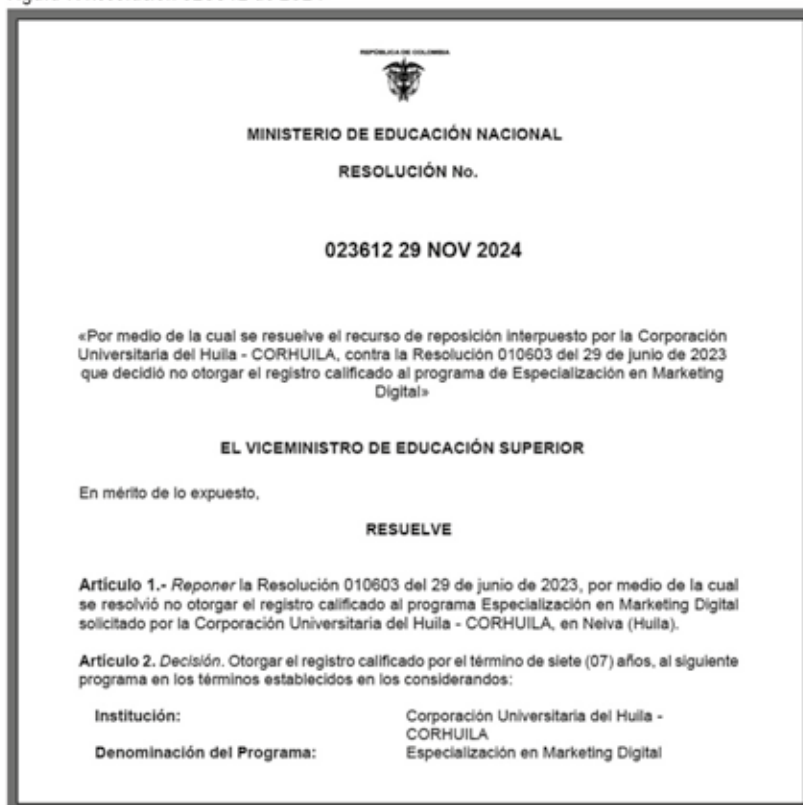 REPÚBLICA DE COLOMBIA
MINISTERIO DE EDUCACIÓN NACIONAL
RESOLUCIÓN No.
023612 29 NOV 2024
«Por medio de la cual se resuelve el recurso de reposición interpuesto por la Corporación
Universitaria del Huila - CORHUILA, contra la Resolución 010603 del 29 de junio de 2023
que decidió no otorgar el registro calificado al programa de Especialización en Marketing
Digital»
EL VICEMINISTRO DE EDUCACIÓN SUPERIOR
En mérito de lo expuesto,
RESUELVE
Artículo 1.- Reponer la Resolución 010603 del 29 de junio de 2023, por medio de la cual
se resolvió no otorgar el registro calificado al programa Especialización en Marketing Digital
solicitado por la Corporación Universitaria del Huila - CORHUILA, en Neiva (Huila).
Artículo 2. Decisión. Otorgar el registro calificado por el término de siete (07) años, al siguiente
programa en los términos establecidos en los considerandos:
Institución: Corporación Universitaria del Huila -
CORHUILA
Denominación del Programa: Especialización en Marketing Digital